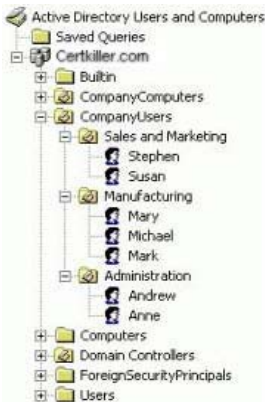 Active Directory Users and Computers
Saved Queries
Certkiller.com
Builtin
CompanyComputers
CompanyUsers
Sales and Marketing
Stephen
Susan
Manufacturing
Mary
Michael
Mark
Administration
Andrew
Anne
Computers
Domain Controllers
ForeignSecurityPrincipals
Users